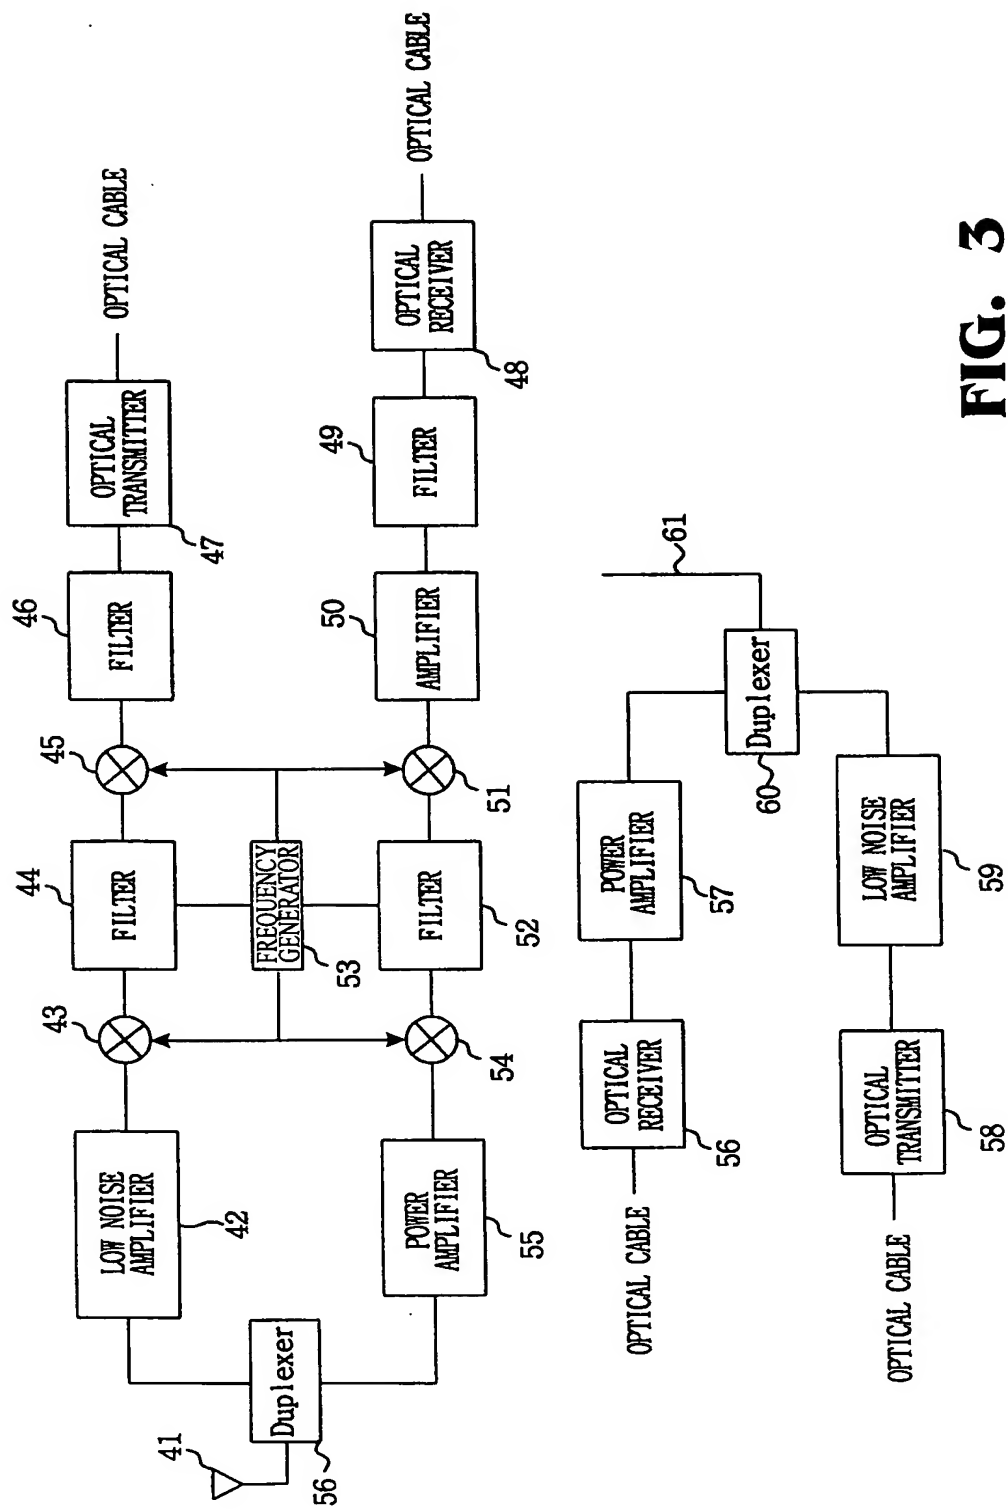 41
Duplexer
56
LOW NOISE
AMPLIFIER
42
43
FILTER
44
45
FILTER
46
OPTICAL
TRANSMITTER
47
OPTICAL CABLE
FREQUENCY
GENERATOR
53
POWER
AMPLIFIER
55
54
FILTER
52
51
AMPLIFIER
50
FILTER
49
OPTICAL
RECEIVER
48
OPTICAL CABLE
OPTICAL CABLE
OPTICAL
RECEIVER
56
POWER
AMPLIFIER
57
Duplexer
60
61
OPTICAL CABLE
OPTICAL
TRANSMITTER
58
LOW NOISE
AMPLIFIER
59
FIG. 3